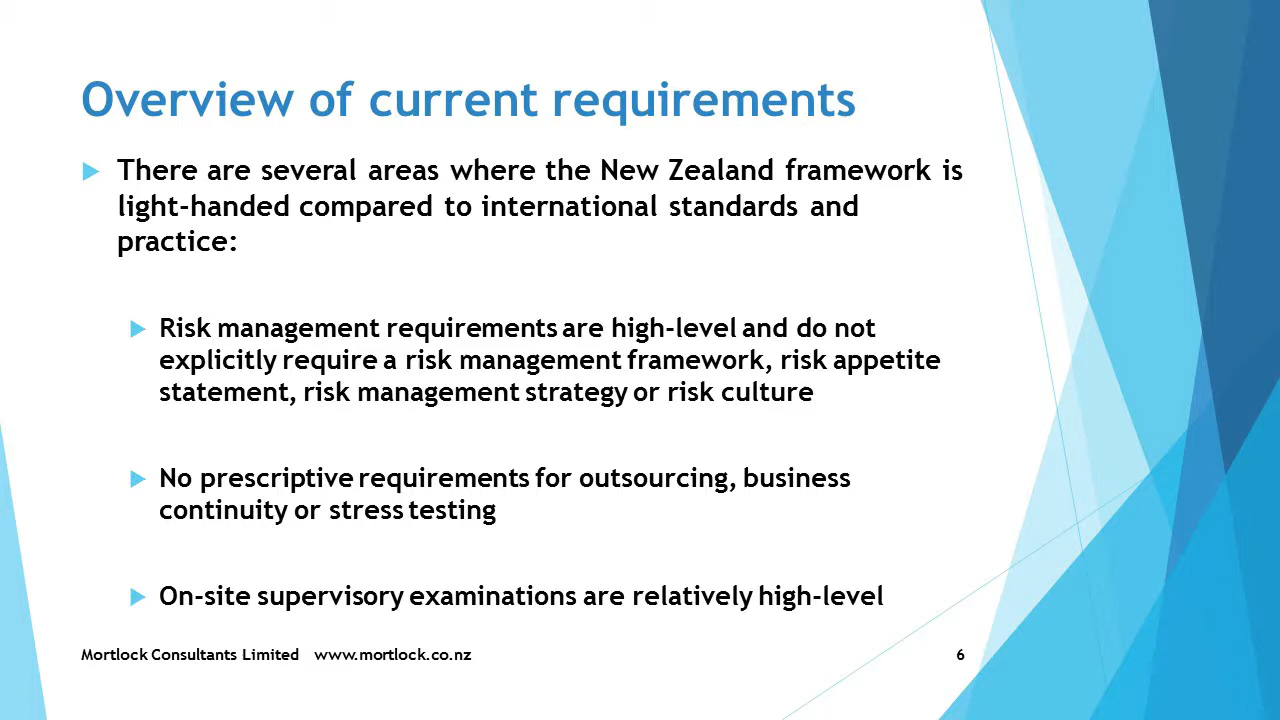 Overview of current requirements
There are several areas where the New Zealand framework is
light-handed compared to international standards and
practice:
Risk management requirements are high-level and do not
explicitly require a risk management framework, risk appetite
statement, risk management strategy or risk culture
No prescriptive requirements for outsourcing, business
continuity or stress testing
On-site supervisory examinations are relatively high-level
Mortlock Consultants Limited www.mortlock.co.nz 6